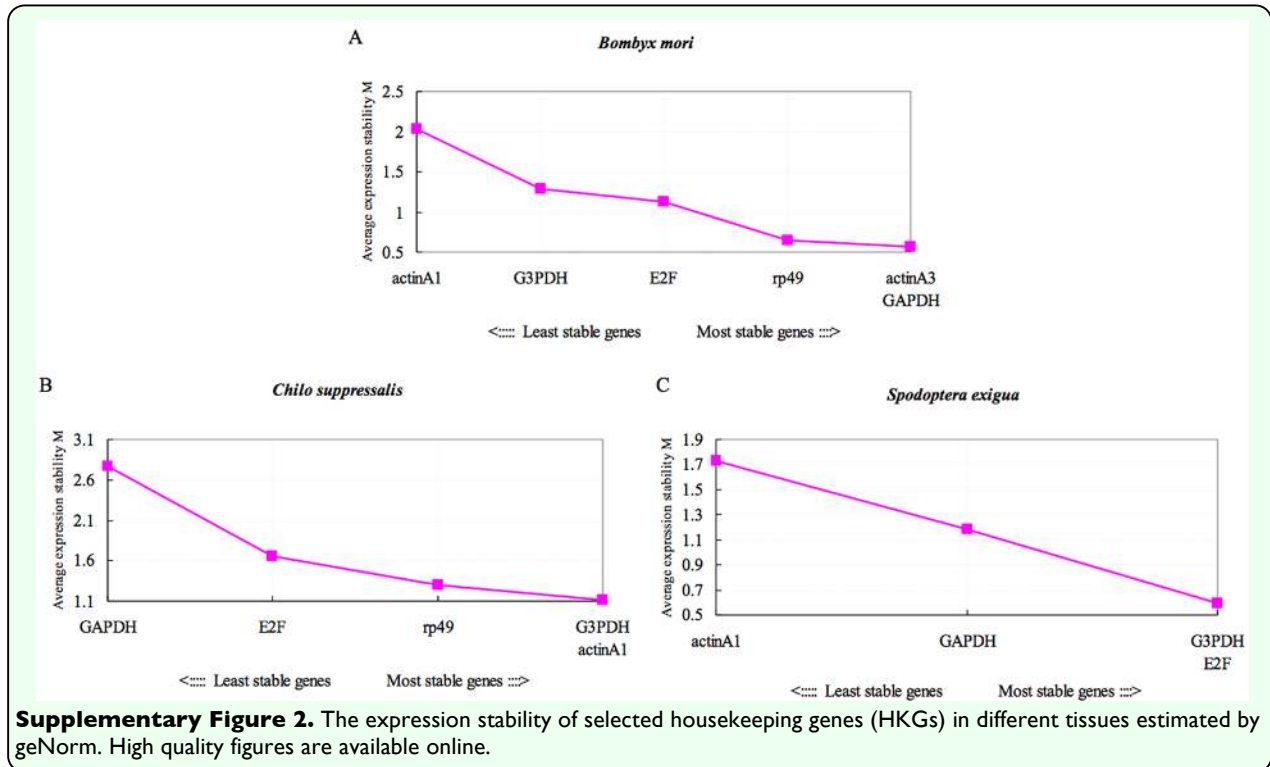 A
Bombyx mori
Average expression stability M
2.5
2
1.5
1
0.5
actinA1 G3PDH E2F rp49 actinA3
GAPDH
<::::: Least stable genes Most stable genes ::::>
B
Chilo suppressalis
Average expression stability M
3.1
2.6
2.1
1.6
1.1
GAPDH E2F rp49 G3PDH
actinA1
<::::: Least stable genes Most stable genes ::::>
C
Spodoptera exigua
Average expression stability M
1.9
1.7
1.5
1.3
1.1
0.9
0.7
0.5
actinA1 GAPDH G3PDH
E2F
<::::: Least stable genes Most stable genes ::::>
Supplementary Figure 2. The expression stability of selected housekeeping genes (HKGs) in different tissues estimated by
geNorm. High quality figures are available online.